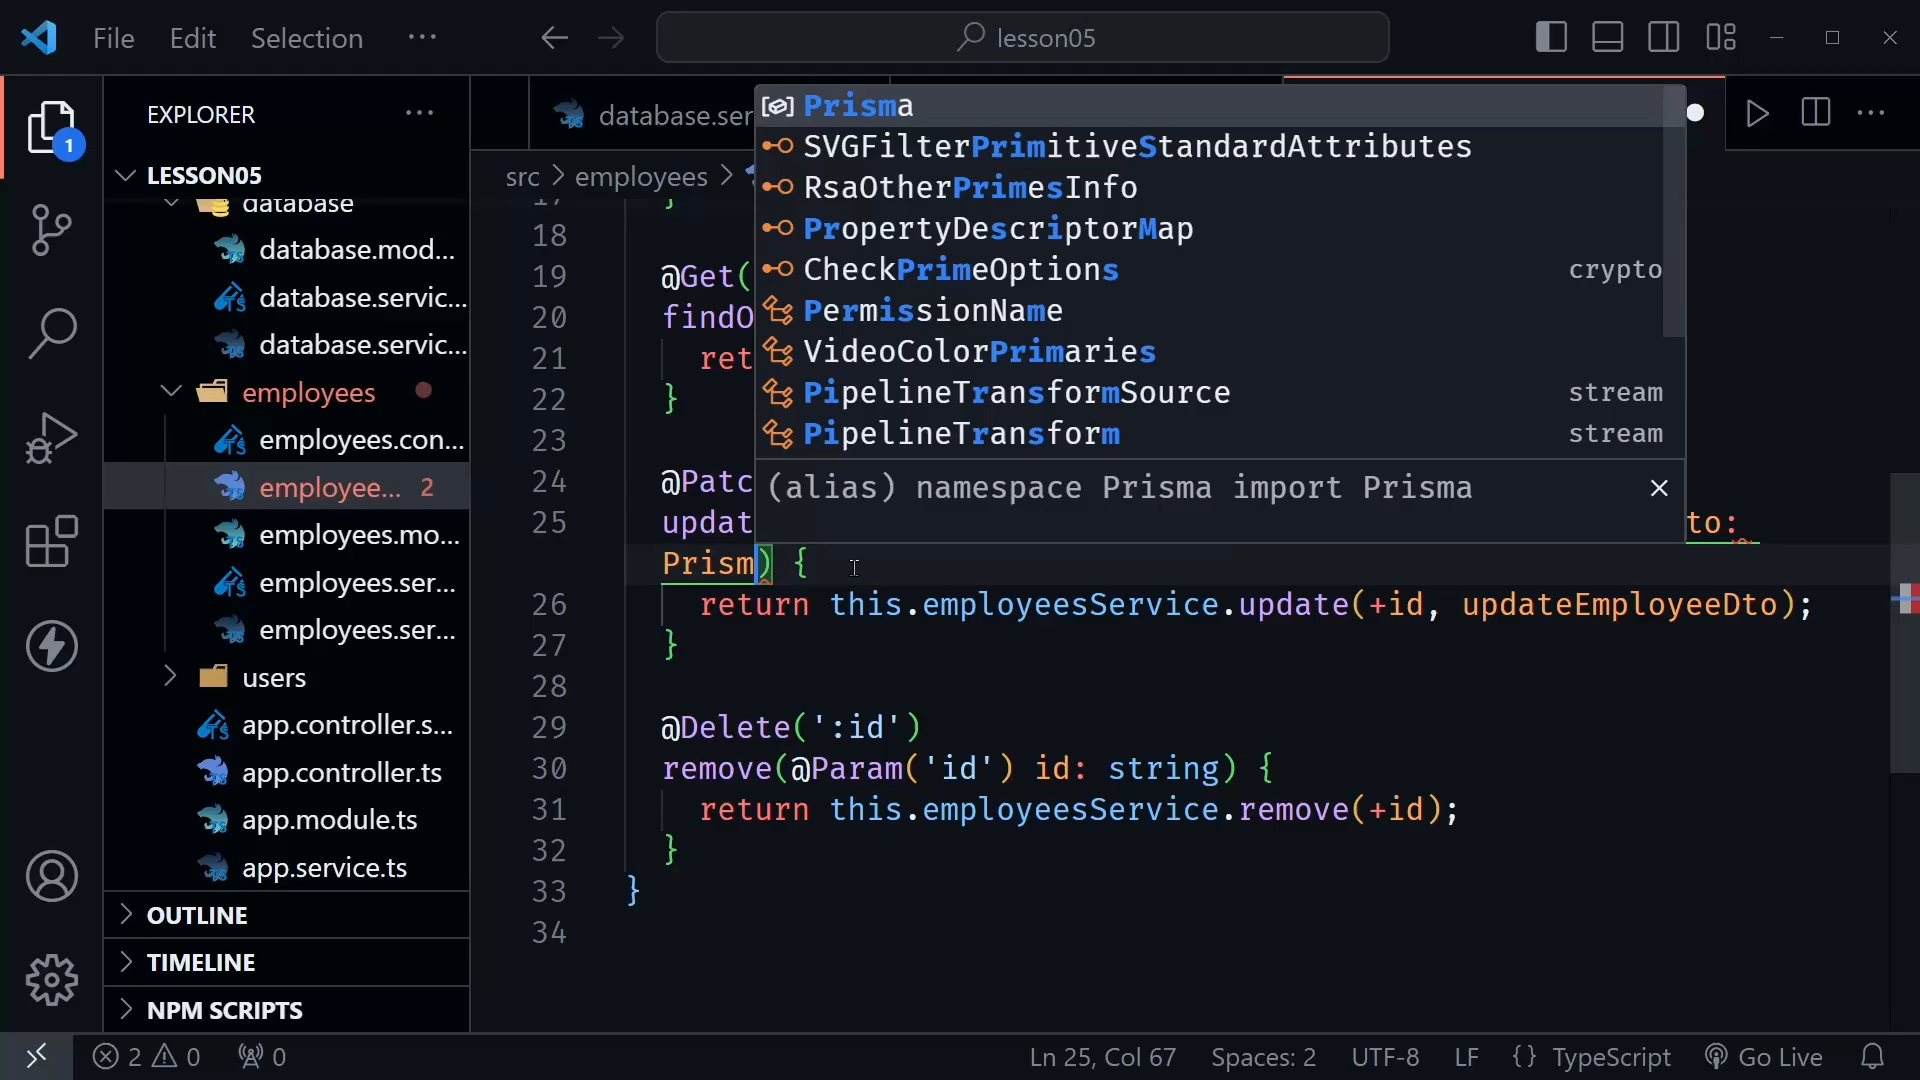 File Edit Selection ···
lesson05
EXPLORER ···
LESSON05
database
database.mod...
database.servic...
database.servic...
employees
employees.con...
employee... 2
employees.mo...
employees.ser...
employees.ser...
users
app.controller.s...
app.controller.ts
app.module.ts
app.service.ts
OUTLINE
TIMELINE
NPM SCRIPTS
1
database.ser
src > employees >
Prisma
SVGFilterPrimitiveStandardAttributes
RsaOtherPrimesInfo
PropertyDescriptorMap
CheckPrimeOptions crypto
PermissionName
VideoColorPrimaries
PipelineTransformSource stream
PipelineTransform stream
(alias) namespace Prisma import Prisma
17 }
18
19 @Get(
20 findO
21 ret
22 }
23
24 @Patc
25 updat to:
Prism) {
26 return this.employeesService.update(+id, updateEmployeeDto);
27 }
28
29 @Delete(':id')
30 remove(@Param('id') id: string) {
31 return this.employeesService.remove(+id);
32 }
33 }
34
2 0 0
Ln 25, Col 67 Spaces: 2 UTF-8 LF {} TypeScript Go Live